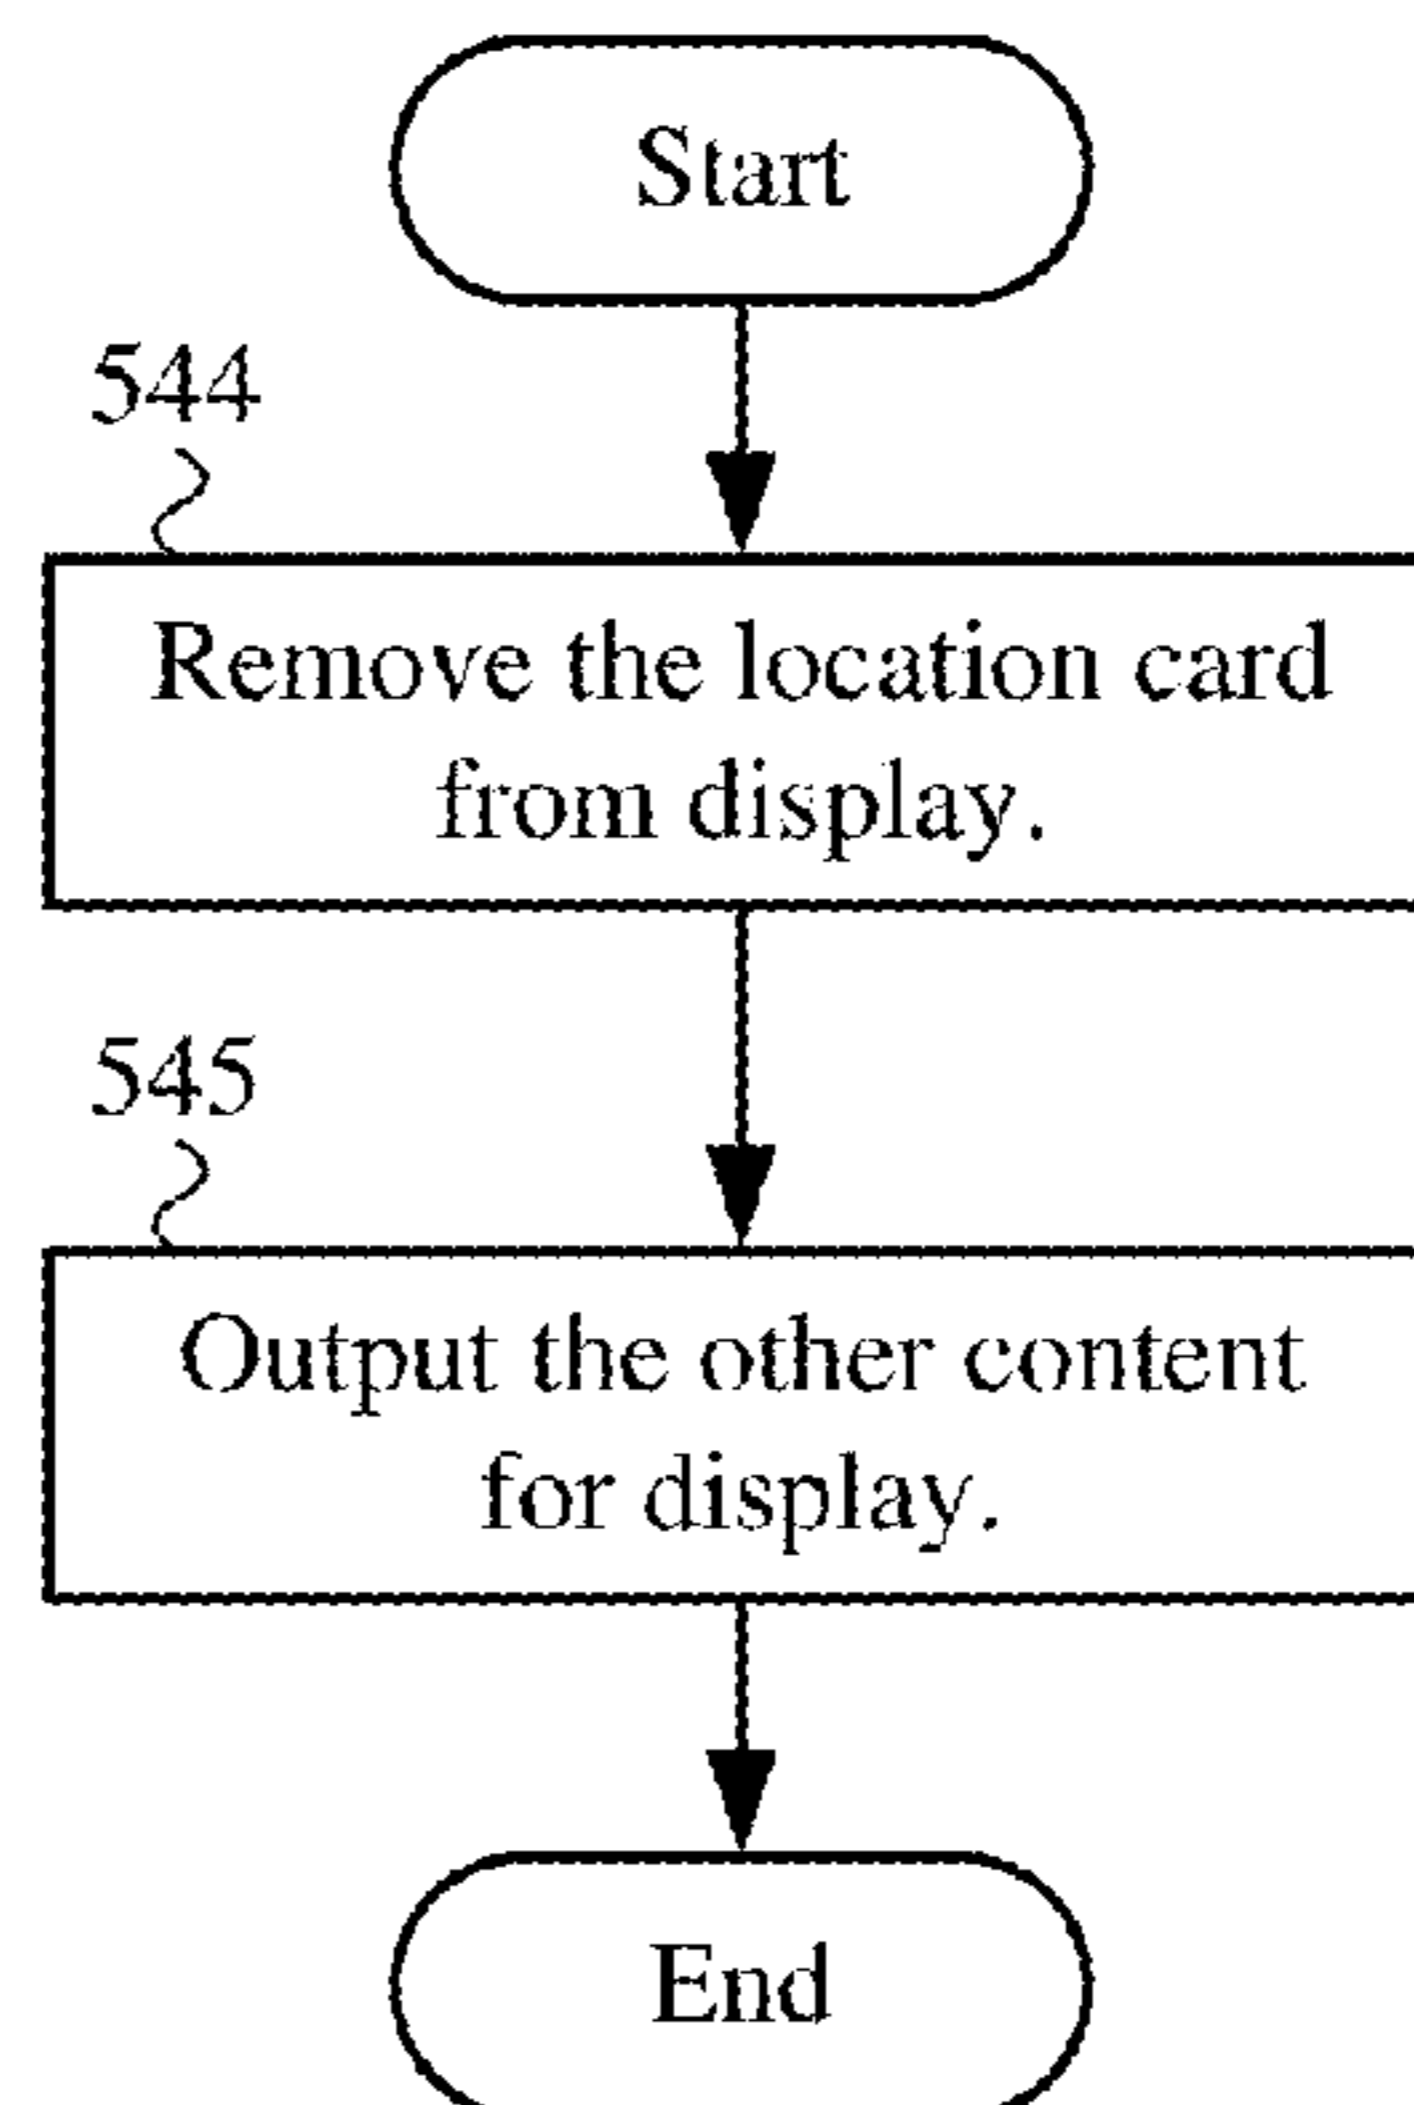 Start
544
Remove the location card
from display.
545
Output the other content
for display.
End